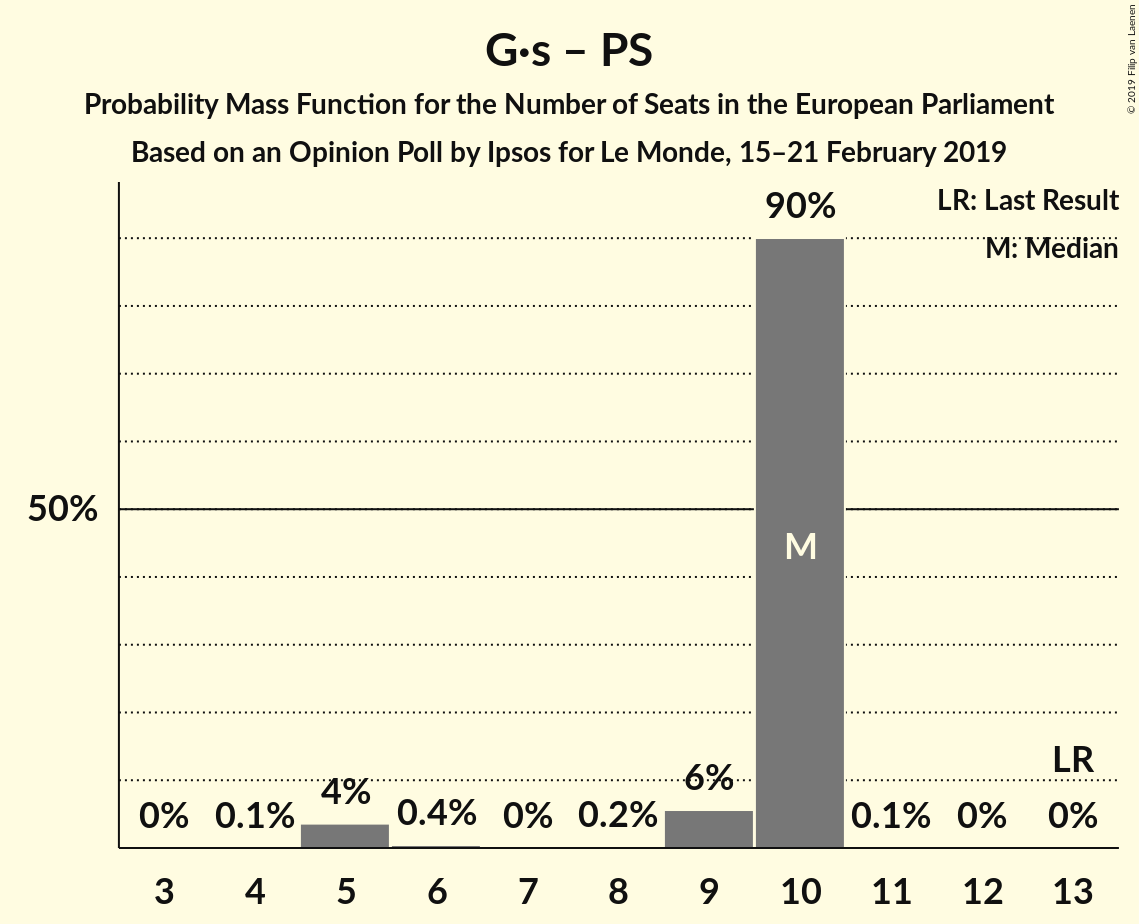 G·s – PS
Probability Mass Function for the Number of Seats in the European Parliament
Based on an Opinion Poll by Ipsos for Le Monde, 15–21 February 2019
© 2019 Filip van Laenen
LR: Last Result
M: Median
90%
50%
M
LR
0% 0.1% 4% 0.4% 0% 0.2% 6% 0.1% 0% 0%
3 4 5 6 7 8 9 10 11 12 13